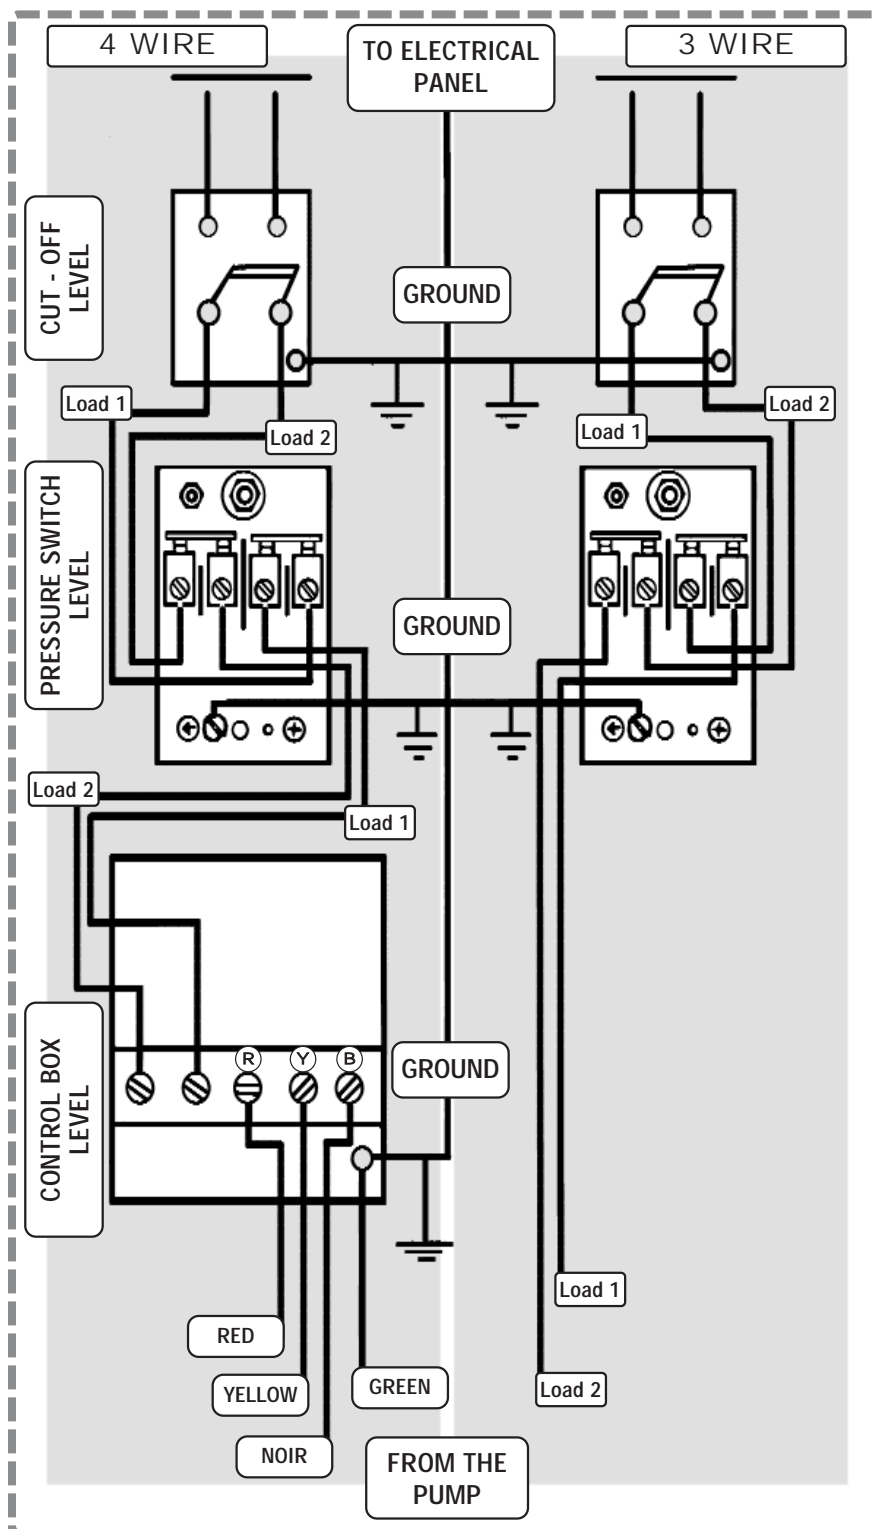 4 WIRE
TO ELECTRICAL
PANEL
3 WIRE
CUT - OFF
LEVEL
GROUND
Load 1
Load 2
Load 1
Load 2
PRESSURE SWITCH
LEVEL
GROUND
Load 2
Load 1
CONTROL BOX
LEVEL
R
Y
B
GROUND
Load 1
RED
YELLOW
GREEN
Load 2
NOIR
FROM THE
PUMP